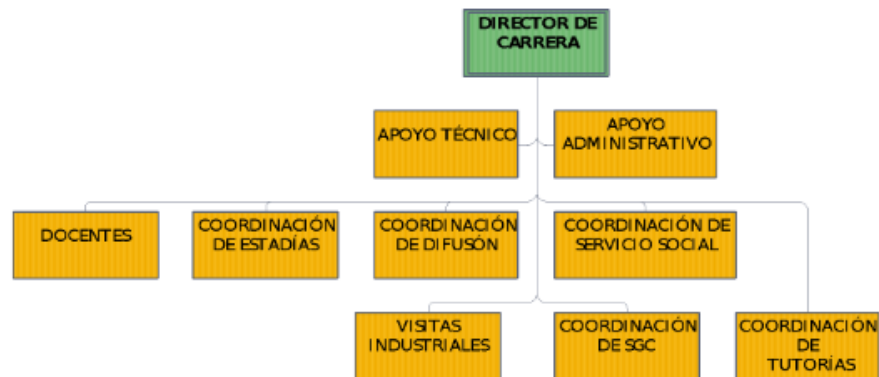 DIRECTOR DE
CARRERA
APOYO TÉCNICO
APOYO
ADMINISTRATIVO
DOCENTES
COORDINACIÓN
DE ESTADÍAS
COORDINACIÓN
DE DIFUSÓN
COORDINACIÓN DE
SERVICIO SOCIAL
VISITAS
INDUSTRIALES
COORDINACIÓN
DE SGC
COORDINACIÓN
DE
TUTORÍAS